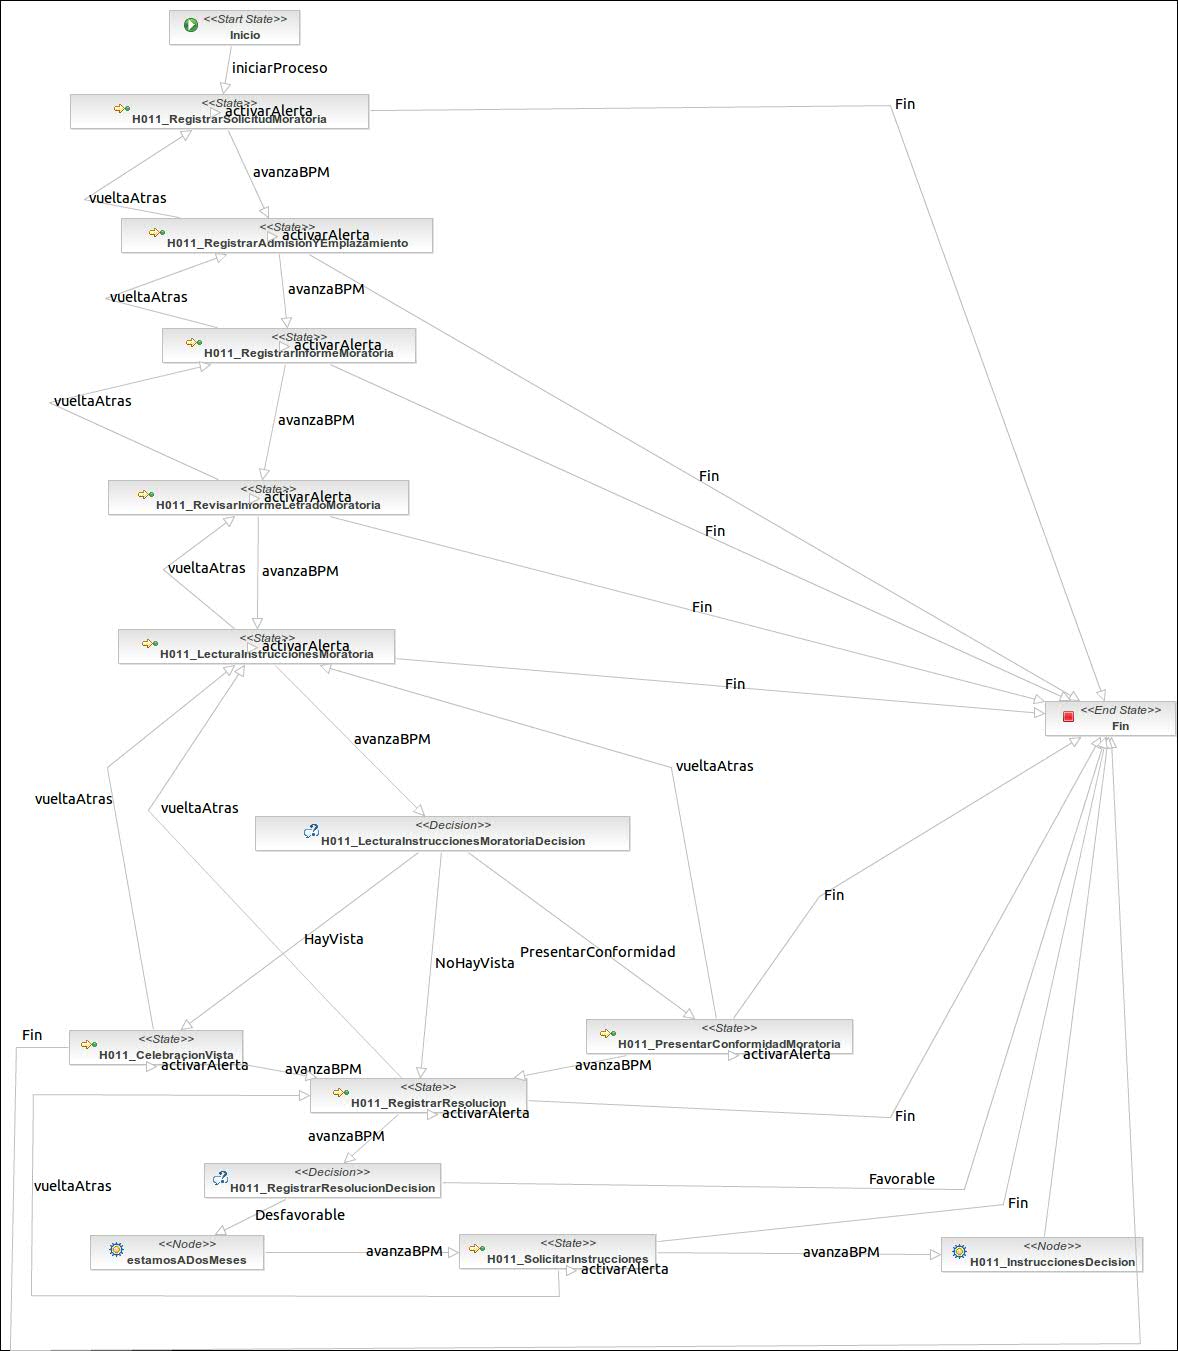 <<Start State>>
Inicio
iniciarProceso
<<State>>
activarAlerta
H011_RegistrarSolicitudMoratoria
Fin
avanzaBPM
vueltaAtras
<<State>>
activarAlerta
H011_RegistrarAdmisionYEmplazamiento
avanzaBPM
vueltaAtras
<<State>>
activarAlerta
H011_RegistrarInformeMoratoria
vueltaAtras
avanzaBPM
Fin
<<State>>
activarAlerta
H011_RevisarInformeLetradoMoratoria
Fin
vueltaAtras
avanzaBPM
Fin
<<State>>
activarAlerta
H011_LecturaInstruccionesMoratoria
Fin
<<End State>>
Fin
avanzaBPM
vueltaAtras
vueltaAtras
vueltaAtras
<<Decision>>
H011_LecturaInstruccionesMoratoriaDecision
Fin
HayVista
NoHayVista
PresentarConformidad
Fin
<<State>>
H011_CelebracionVista
activarAlerta
<<State>>
H011_PresentarConformidadMoratoria
activarAlerta
avanzaBPM
avanzaBPM
<<State>>
H011_RegistrarResolucion
activarAlerta
Fin
avanzaBPM
<<Decision>>
H011_RegistrarResolucionDecision
Favorable
vueltaAtras
Desfavorable
Fin
<<Node>>
estamosADosMeses
avanzaBPM
<<State>>
H011_SolicitarInstrucciones
activarAlerta
avanzaBPM
<<Node>>
H011_InstruccionesDecision